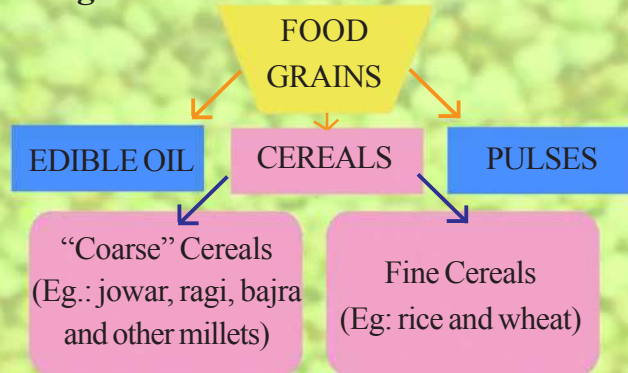 FOOD
GRAINS
EDIBLE OIL
CEREALS
PULSES
“Coarse” Cereals
(Eg.: jowar, ragi, bajra
and other millets)
Fine Cereals
(Eg: rice and wheat)